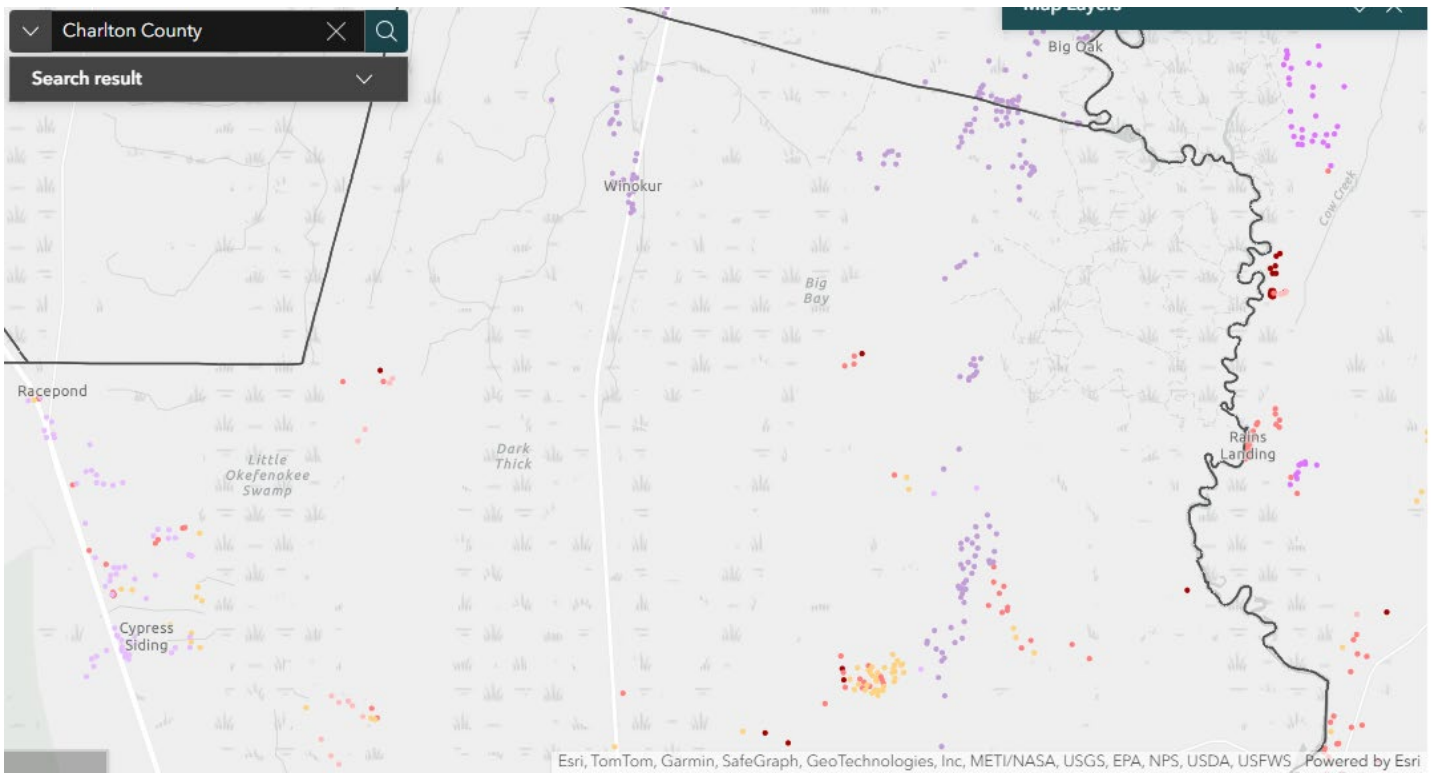 Charlton County
Search result
Map Layers
Big Oak
Winokur
Cow Creek
Big
Bay
Racepond
Little
Okefenokee
Swamp
Dark
Thick
Rains
Landing
Cypress
Siding
Esri, TomTom, Garmin, SafeGraph, GeoTechnologies, Inc, METI/NASA, USGS, EPA, NPS, USDA, USFWS Powered by Esri